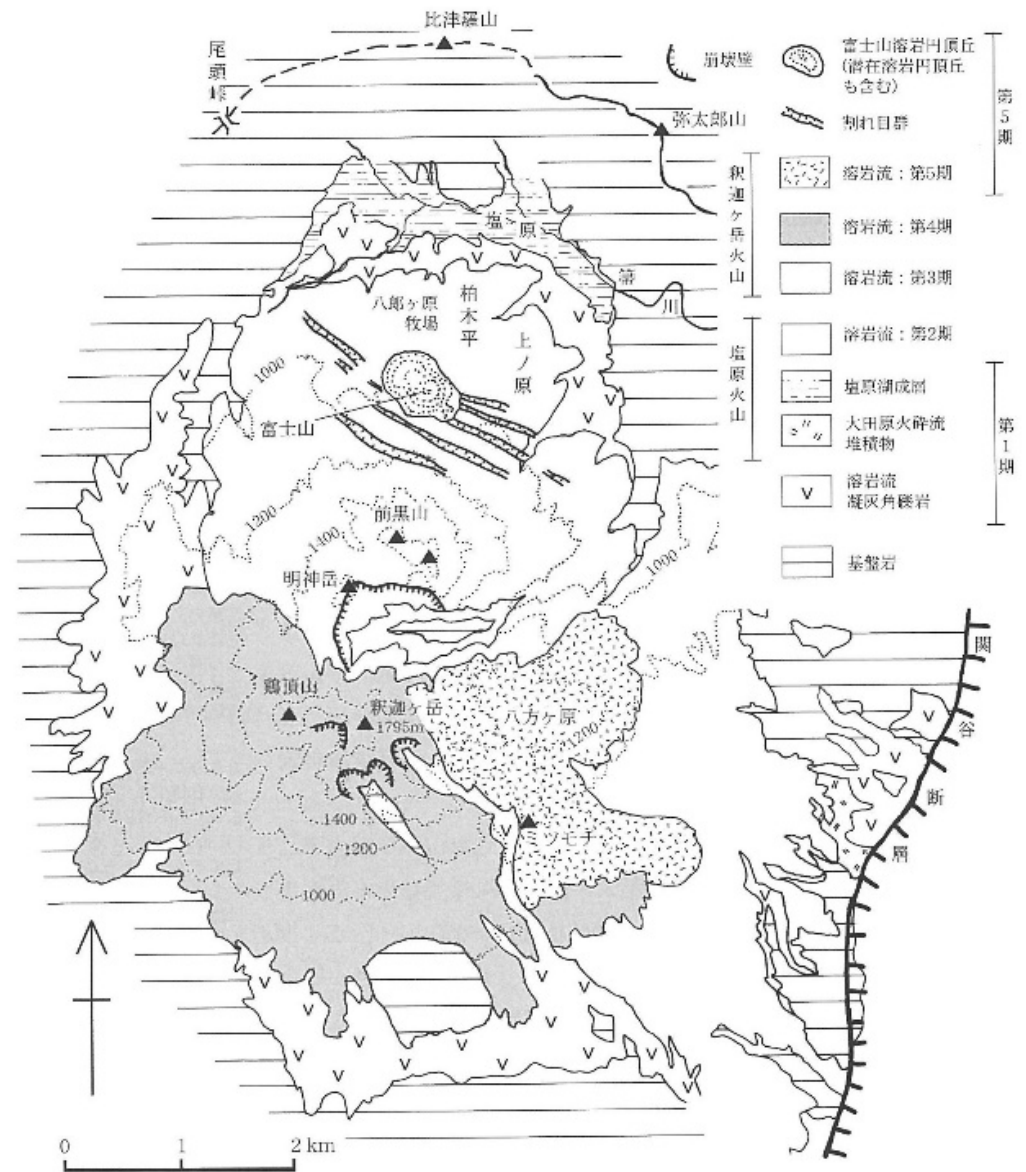 比津羅山
尾頭峠
弥太郎山
塩原
箒川
八郎ヶ原
牧場
柏木平
上ノ原
1000
富士山
1200
前黒山
1400
明神岳
1000
鶏頂山
釈迦ヶ岳
1795m
八方ヶ原
1200
ミツモチ
1400
1200
1000
0 1 2 km
崩壊壁
富士山溶岩円頂丘
(潜在溶岩円頂丘
も含む)
割れ目群
溶岩流：第5期
第5期
溶岩流：第4期
溶岩流：第3期
釈迦ヶ岳火山
溶岩流：第2期
塩原湖成層
大田原火砕流
堆積物
溶岩流
凝灰角礫岩
塩原火山
第1期
基盤岩
関谷断層